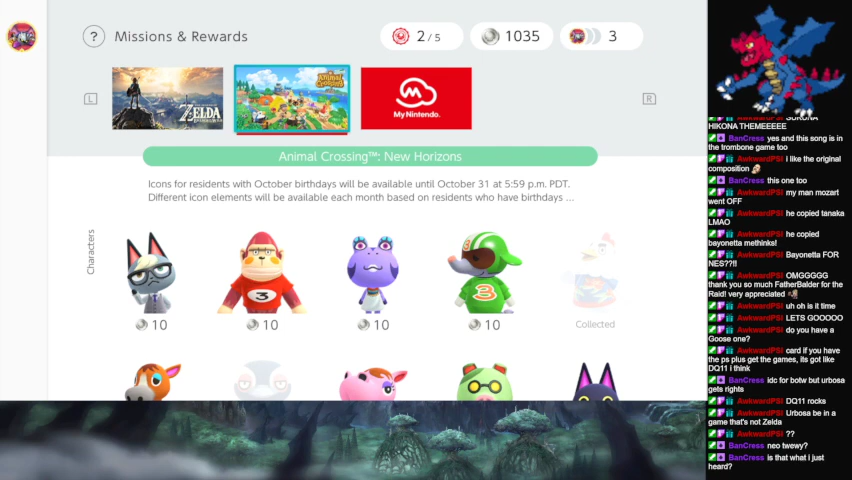 ? Missions & Rewards
2/5
1035
3
L
ZELDA
Animal Crossing
My Nintendo.
R
Animal Crossing™: New Horizons
Icons for residents with October birthdays will be available until October 31 at 5:59 p.m. PDT.
Different icon elements will be available each month based on residents who have birthdays ...
Characters
3
3
10
10
10
10
Collected
HIKONA THEMEEEEE
BanCress yes and this song is in
the trombone game too
AwkwardPSI i like the original
composition
BanCress this one too
AwkwardPSI my man mozart
went OFF
AwkwardPSI he copied tanaka
LMAO
AwkwardPSI he copied
bayonetta methinks!
AwkwardPSI Bayonetta FOR
NES??!!
AwkwardPSI OMGGGGG
thank you so much FatherBalder for the
Raid! very appreciated
AwkwardPSI uh oh is it time
AwkwardPSI LETS GOOOOO
AwkwardPSI do you have a
Goose one?
AwkwardPSI card if you have
the ps plus get the games, its got like
DQ11 i think
BanCress idc for botw but urbosa
gets rights
AwkwardPSI DQ11 rocks
AwkwardPSI Urbosa be in a
game that's not Zelda
AwkwardPSI ??
BanCress neo twewy?
BanCress is that what i just
heard?